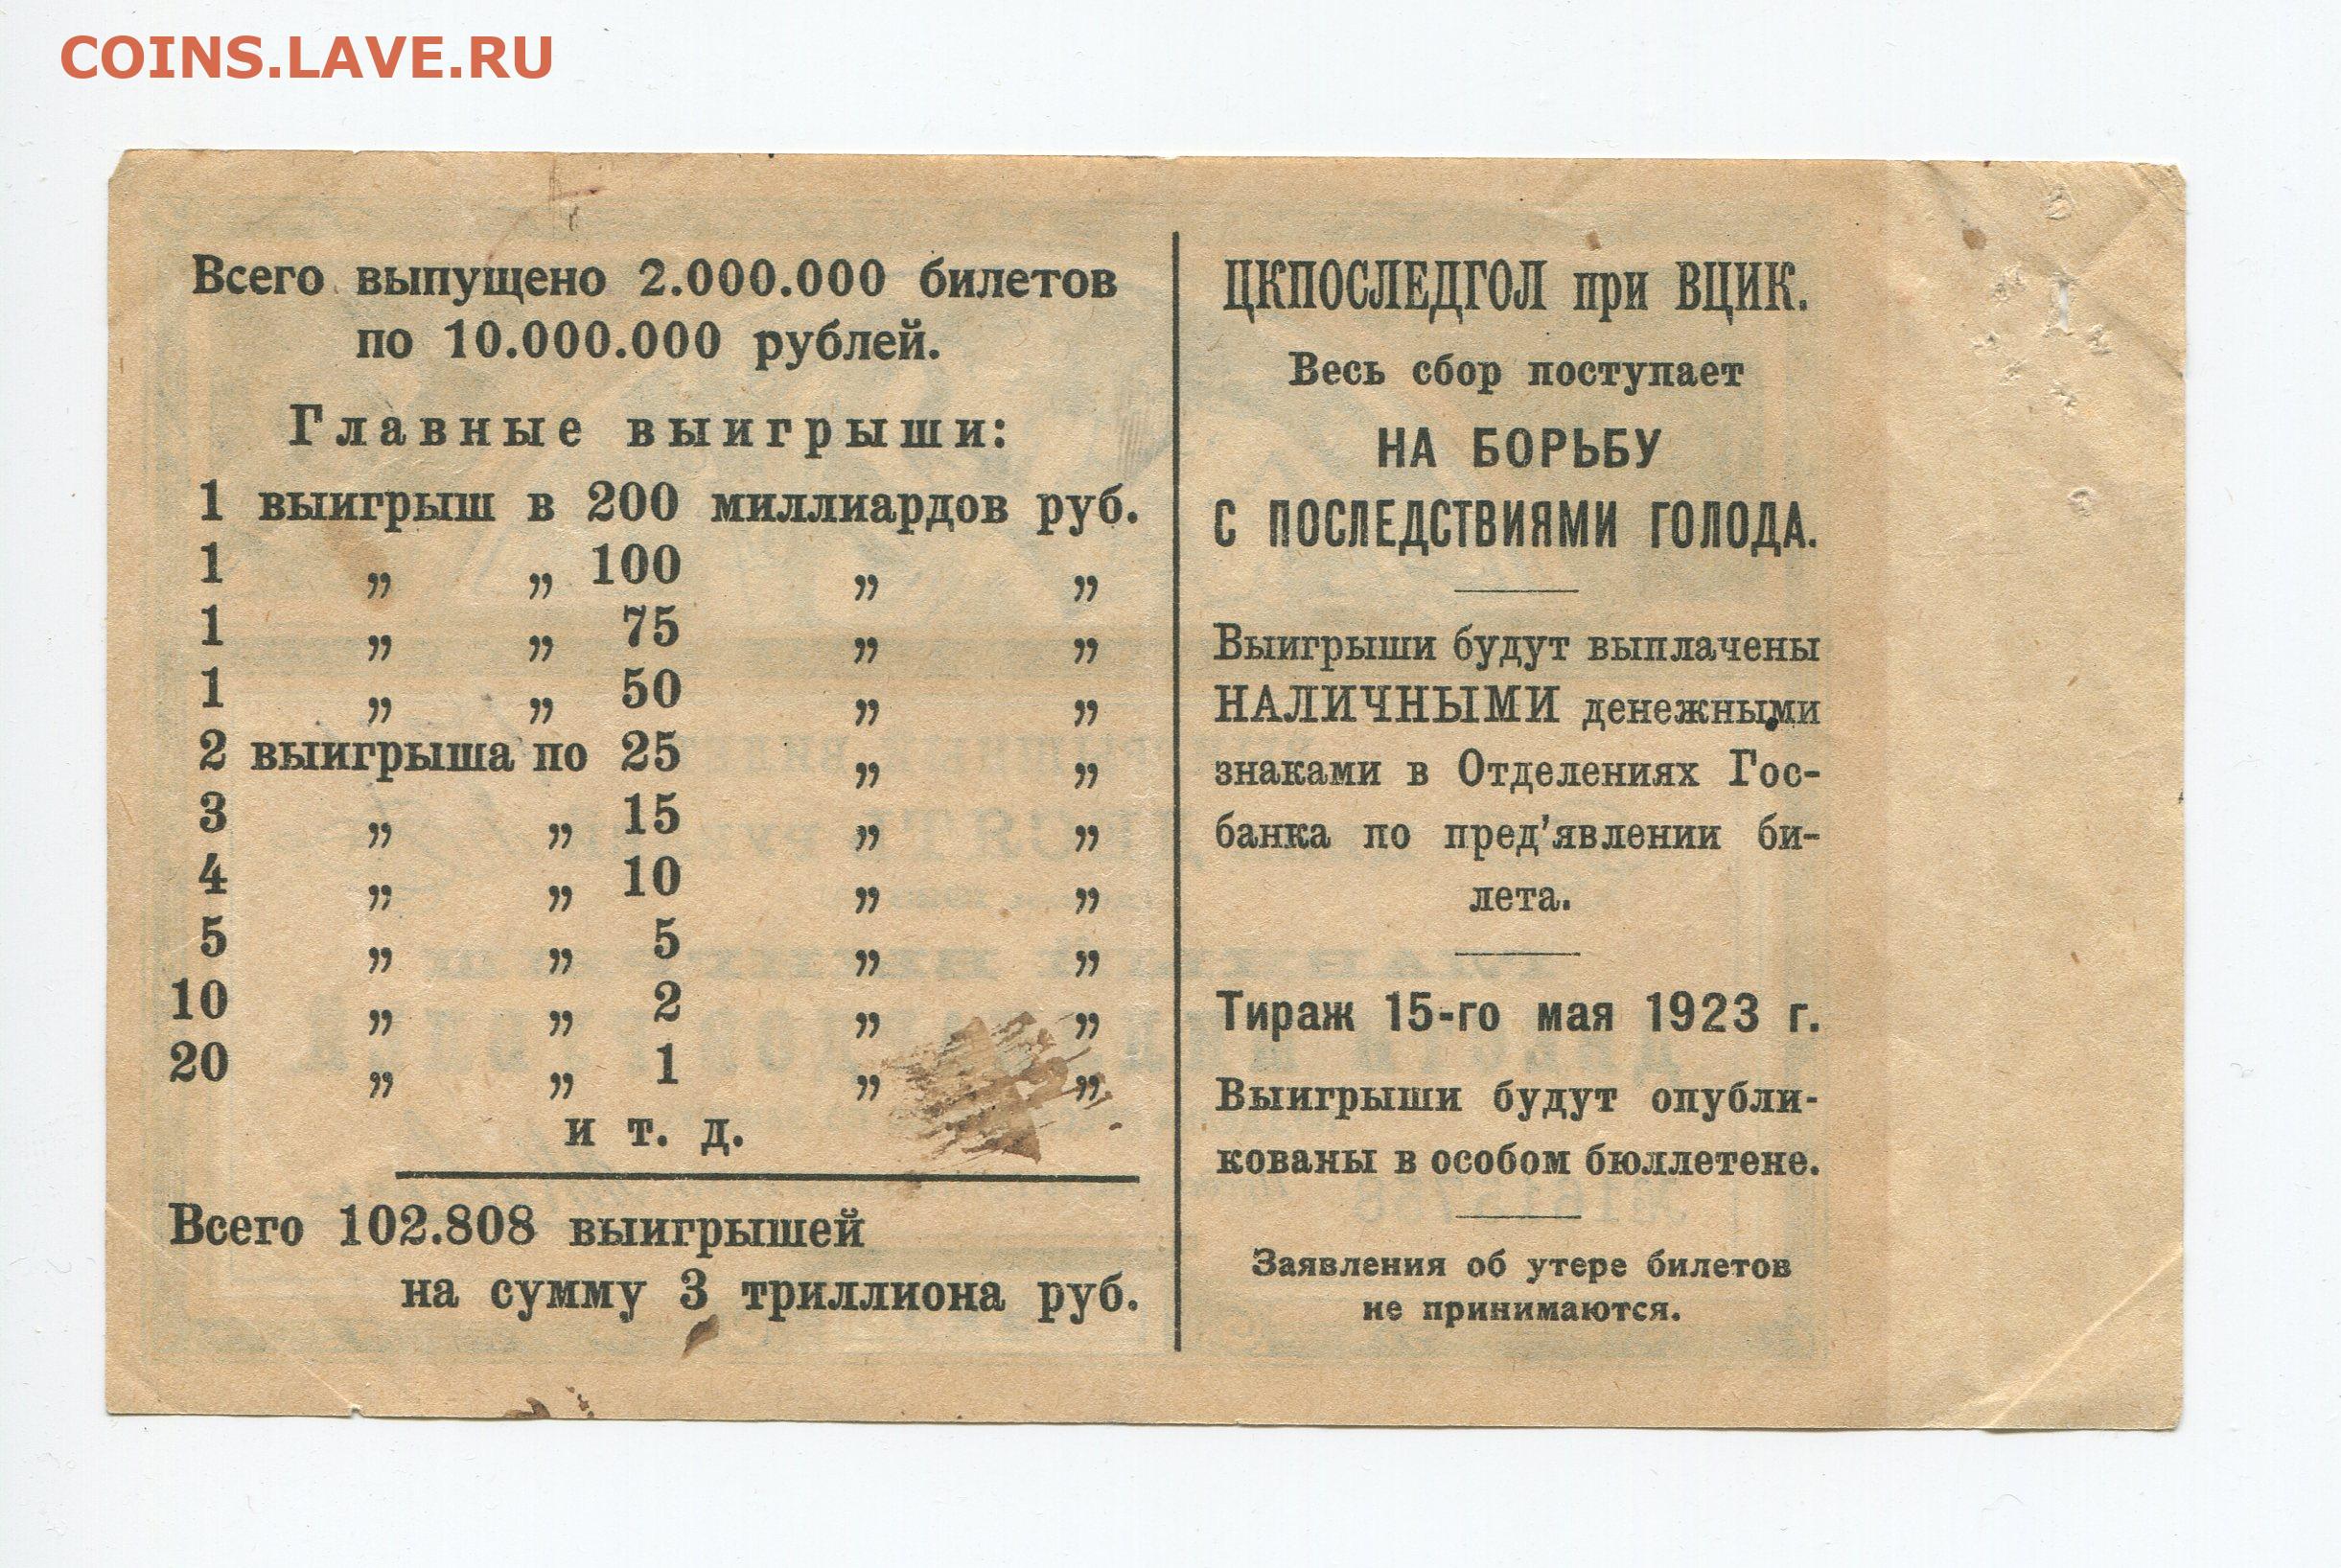 COINS.LAVE.RU
Всего выпущено 2.000.000 билетов
по 10.000.000 рублей.
Главные выигрыши:
1 выигрыш в 200 миллиардов руб.
1 „ „ 100 „ „
1 „ „ 75 „ „
1 „ „ 50 „ „
2 выигрыша по 25 „ „
3 „ „ 15 „ „
4 „ „ 10 „ „
5 „ „ 5 „ „
10 „ „ 2 „ „
20 „ „ 1 „ „
и т. д.
Всего 102.808 выигрышей
на сумму 3 триллиона руб.
ЦКПОСЛЕДГОЛ при ВЦИК.
Весь сбор поступает
НА БОРЬБУ
С ПОСЛЕДСТВИЯМИ ГОЛОДА.
Выигрыши будут выплачены
НАЛИЧНЫМИ денежными
знаками в Отделениях Гос-
банка по пред'явлении би-
лета.
Тираж 15-го мая 1923 г.
Выигрыши будут опубли-
кованы в особом бюллетене.
Заявления об утере билетов
не принимаются.